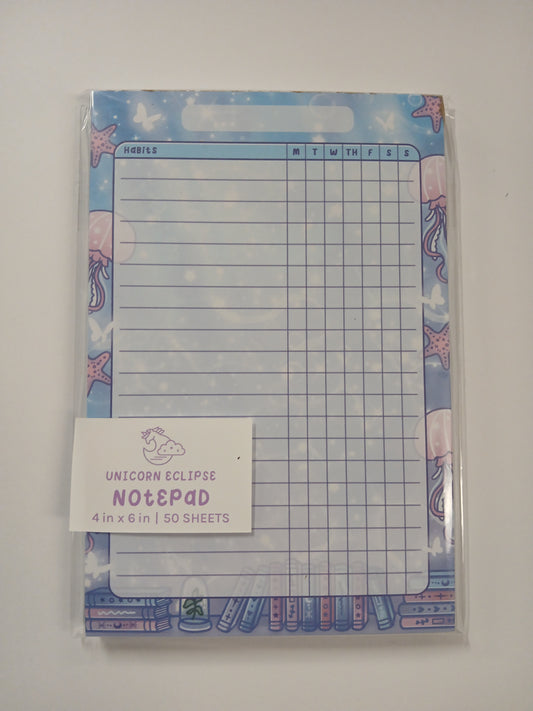 Habits M T W TH F S S
UNICORN ECLIPSE
NOTEPAD
4 in x 6 in | 50 SHEETS